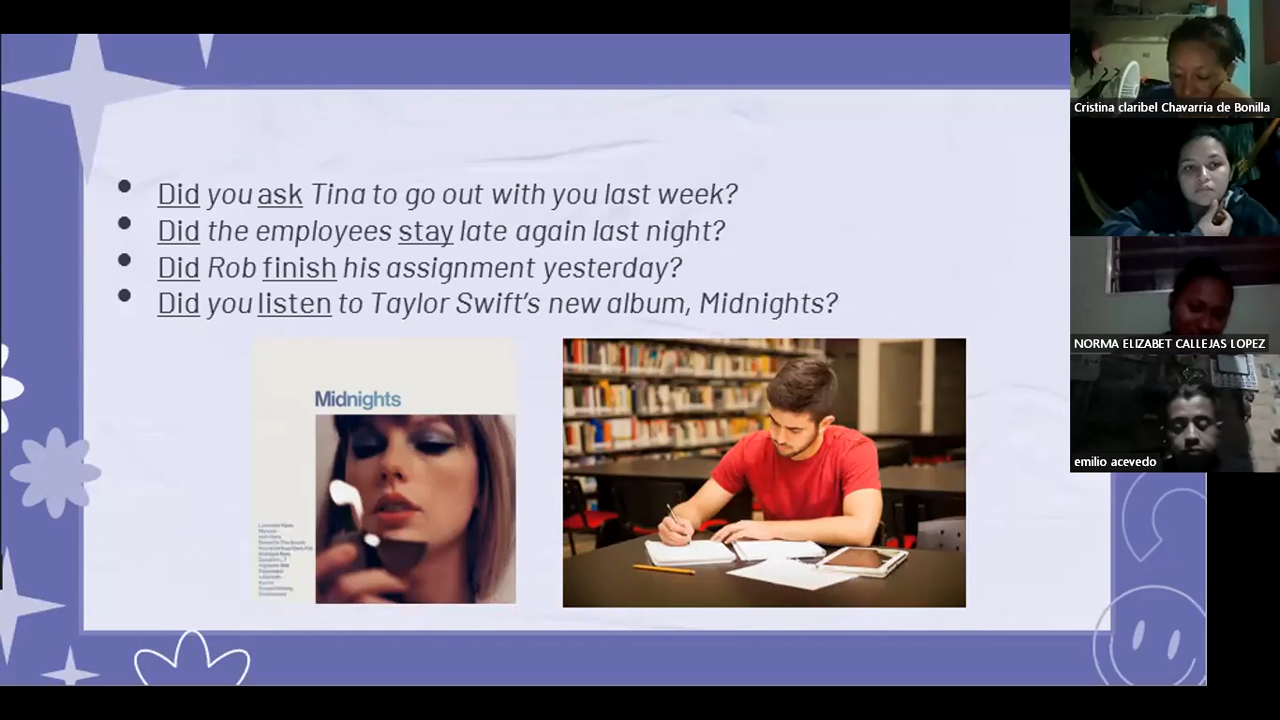 • Did you ask Tina to go out with you last week?
• Did the employees stay late again last night?
• Did Rob finish his assignment yesterday?
• Did you listen to Taylor Swift's new album, Midnights?
Midnights
Cristina claribel Chavarria de Bonilla
NORMA ELIZABET CALLEJAS LOPEZ
emilio acevedo